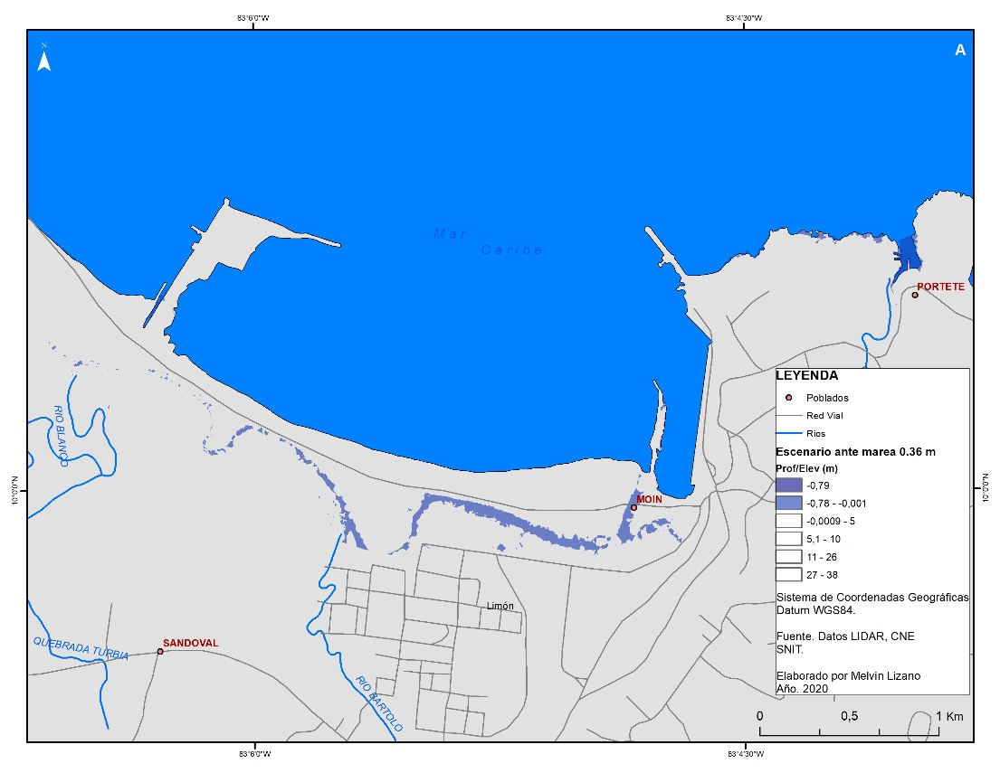 83°6'0"W
83°4'30"W
N
A
Mar
Caribe
PORTETE
RIO BLANCO
10°0'0"N
10°0'0"N
MOIN
LEYENDA
Poblados
Red Vial
Rios
Escenario ante marea 0.36 m
Prof/Elev (m)
-0,79
-0,78 - -0,001
-0,0009 - 5
5,1 - 10
11 - 26
27 - 38
Limón
Sistema de Coordenadas Geográficas
Datum WGS84.
Fuente. Datos LIDAR, CNE
SNIT.
Elaborado por Melvin Lizano
Año. 2020
SANDOVAL
QUEBRADA TURBIA
RIO BARTOLO
0
0,5
1 Km
83°6'0"W
83°4'30"W